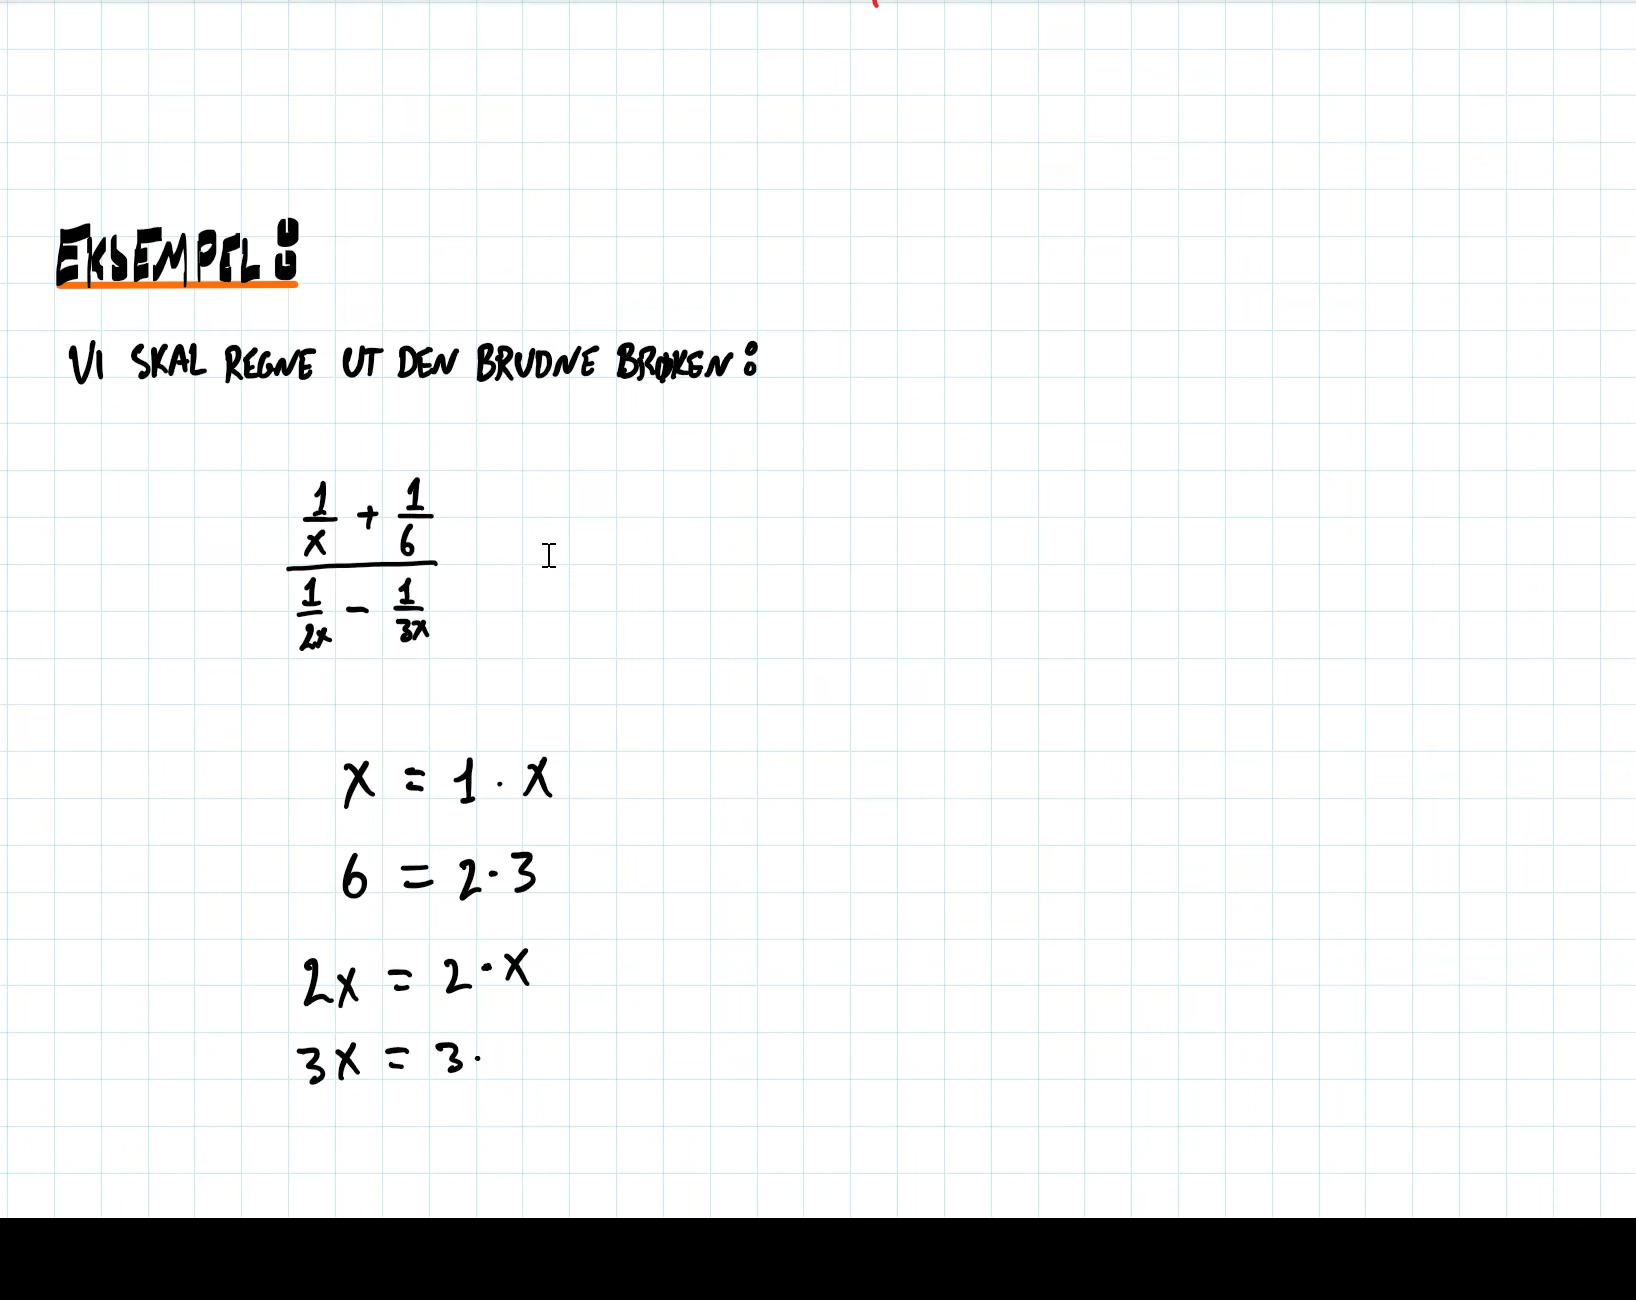 EKSEMPEL:
VI SKAL REGNE UT DEN BRUDNE BRØKEN:
1/x + 1/6
1/2x - 1/3x
x = 1 · x
6 = 2 · 3
2x = 2 · x
3x = 3 ·